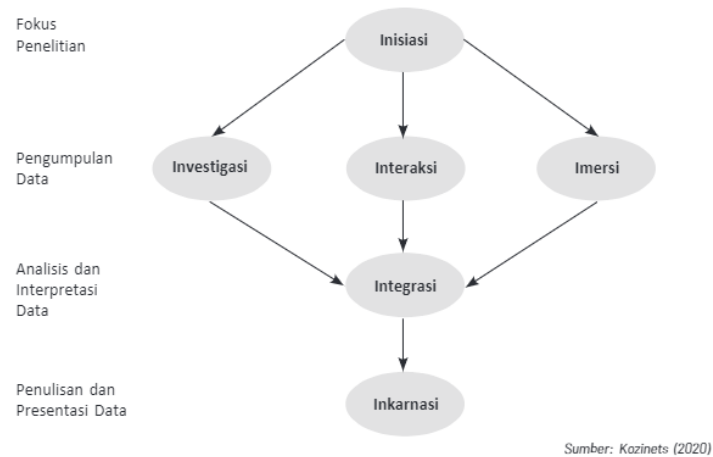 Fokus
Penelitian
Inisiasi
Pengumpulan
Data
Investigasi
Interaksi
Imersi
Analisis dan
Interpretasi
Data
Integrasi
Penulisan dan
Presentasi Data
Inkarnasi
Sumber: Kozinets (2020)